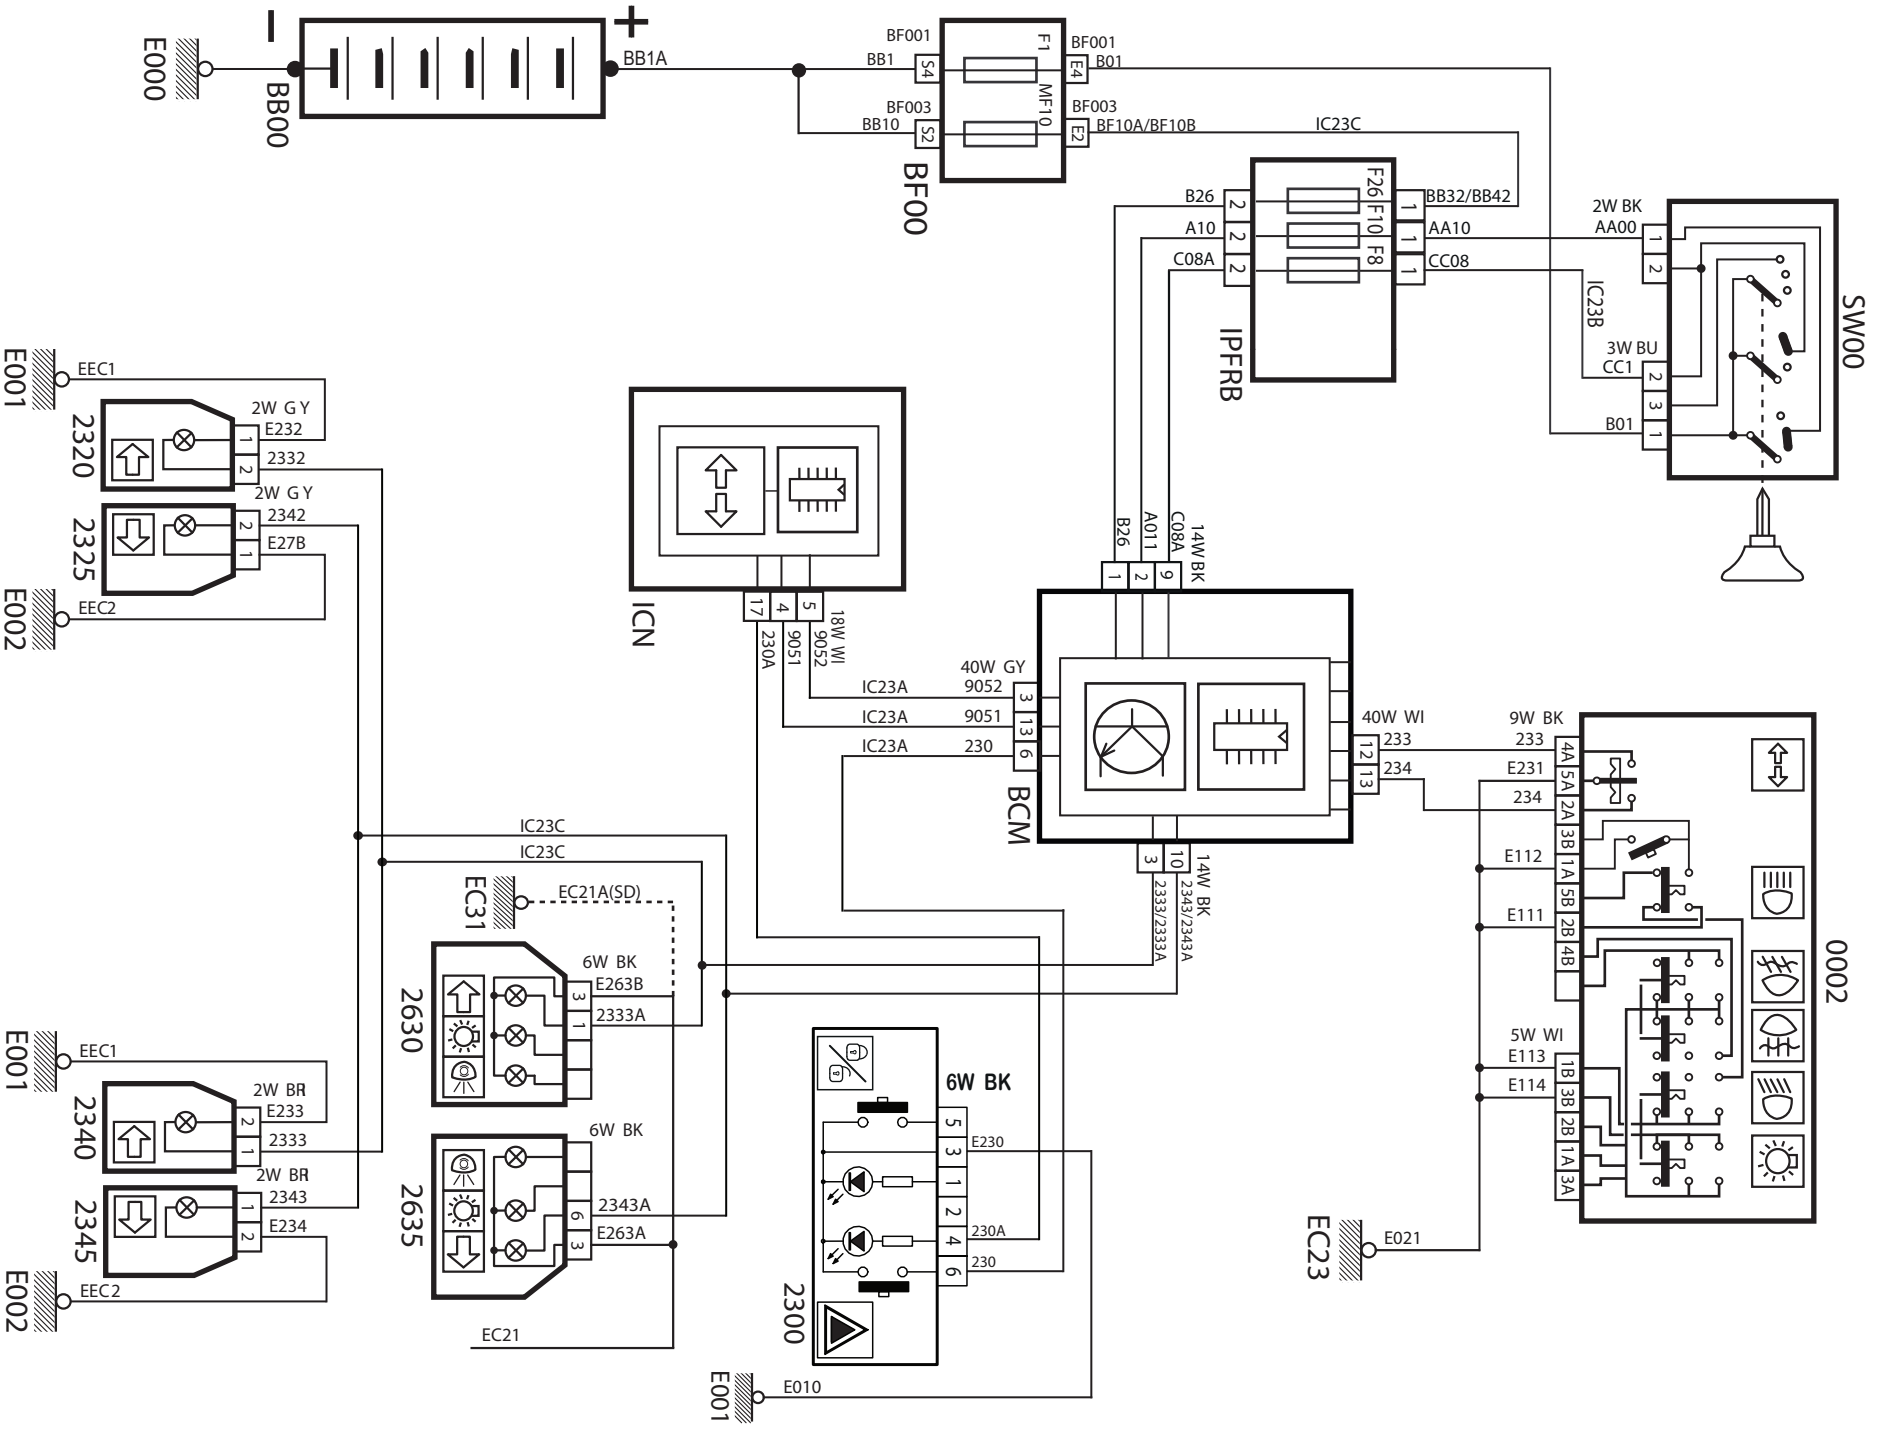 E000
−
BB00
+
BB1A
BF001
BB1
S4
BF003
BB10
S2
BF00
F1
MF10
BF001
E4
B01
BF003
E2
BF10A/BF10B
IC23C
B26
2
A10
2
C08A
2
F26
F10
F8
1
BB32/BB42
1
AA10
1
CC08
IPFRB
IC23B
2W BK
AA00
1
2
3W BU
CC1
2
3
B01
1
SW00
E001
EEC1
2W GY
E232
1
2332
2
2320
2W GY
2342
2
E27B
1
2325
EEC2
E002
ICN
17
4
5
18W WI
230A
9051
9052
B26
A011
C08A
14W BK
1
2
9
40W GY
IC23A
9052
3
IC23A
9051
13
IC23A
230
6
BCM
40W WI
12
233
13
234
3
10
14W BK
2333/2333A
2343/2343A
9W BK
233
4A
E231
5A
234
2A
3B
E112
1A
5B
E111
2B
4B
5W WI
E113
1B
E114
3B
2B
1A
3A
0002
EC23
E021
IC23C
IC23C
EC31
EC21A(SD)
6W BK
E263B
3
2333A
1
2630
6W BK
2343A
6
E263A
3
2635
EC21
E001
EEC1
2W BR
E233
2
2333
1
2340
2W BR
2343
1
E234
2
2345
EEC2
E002
6W BK
5
E230
3
1
2
230A
4
230
6
2300
E001
E010